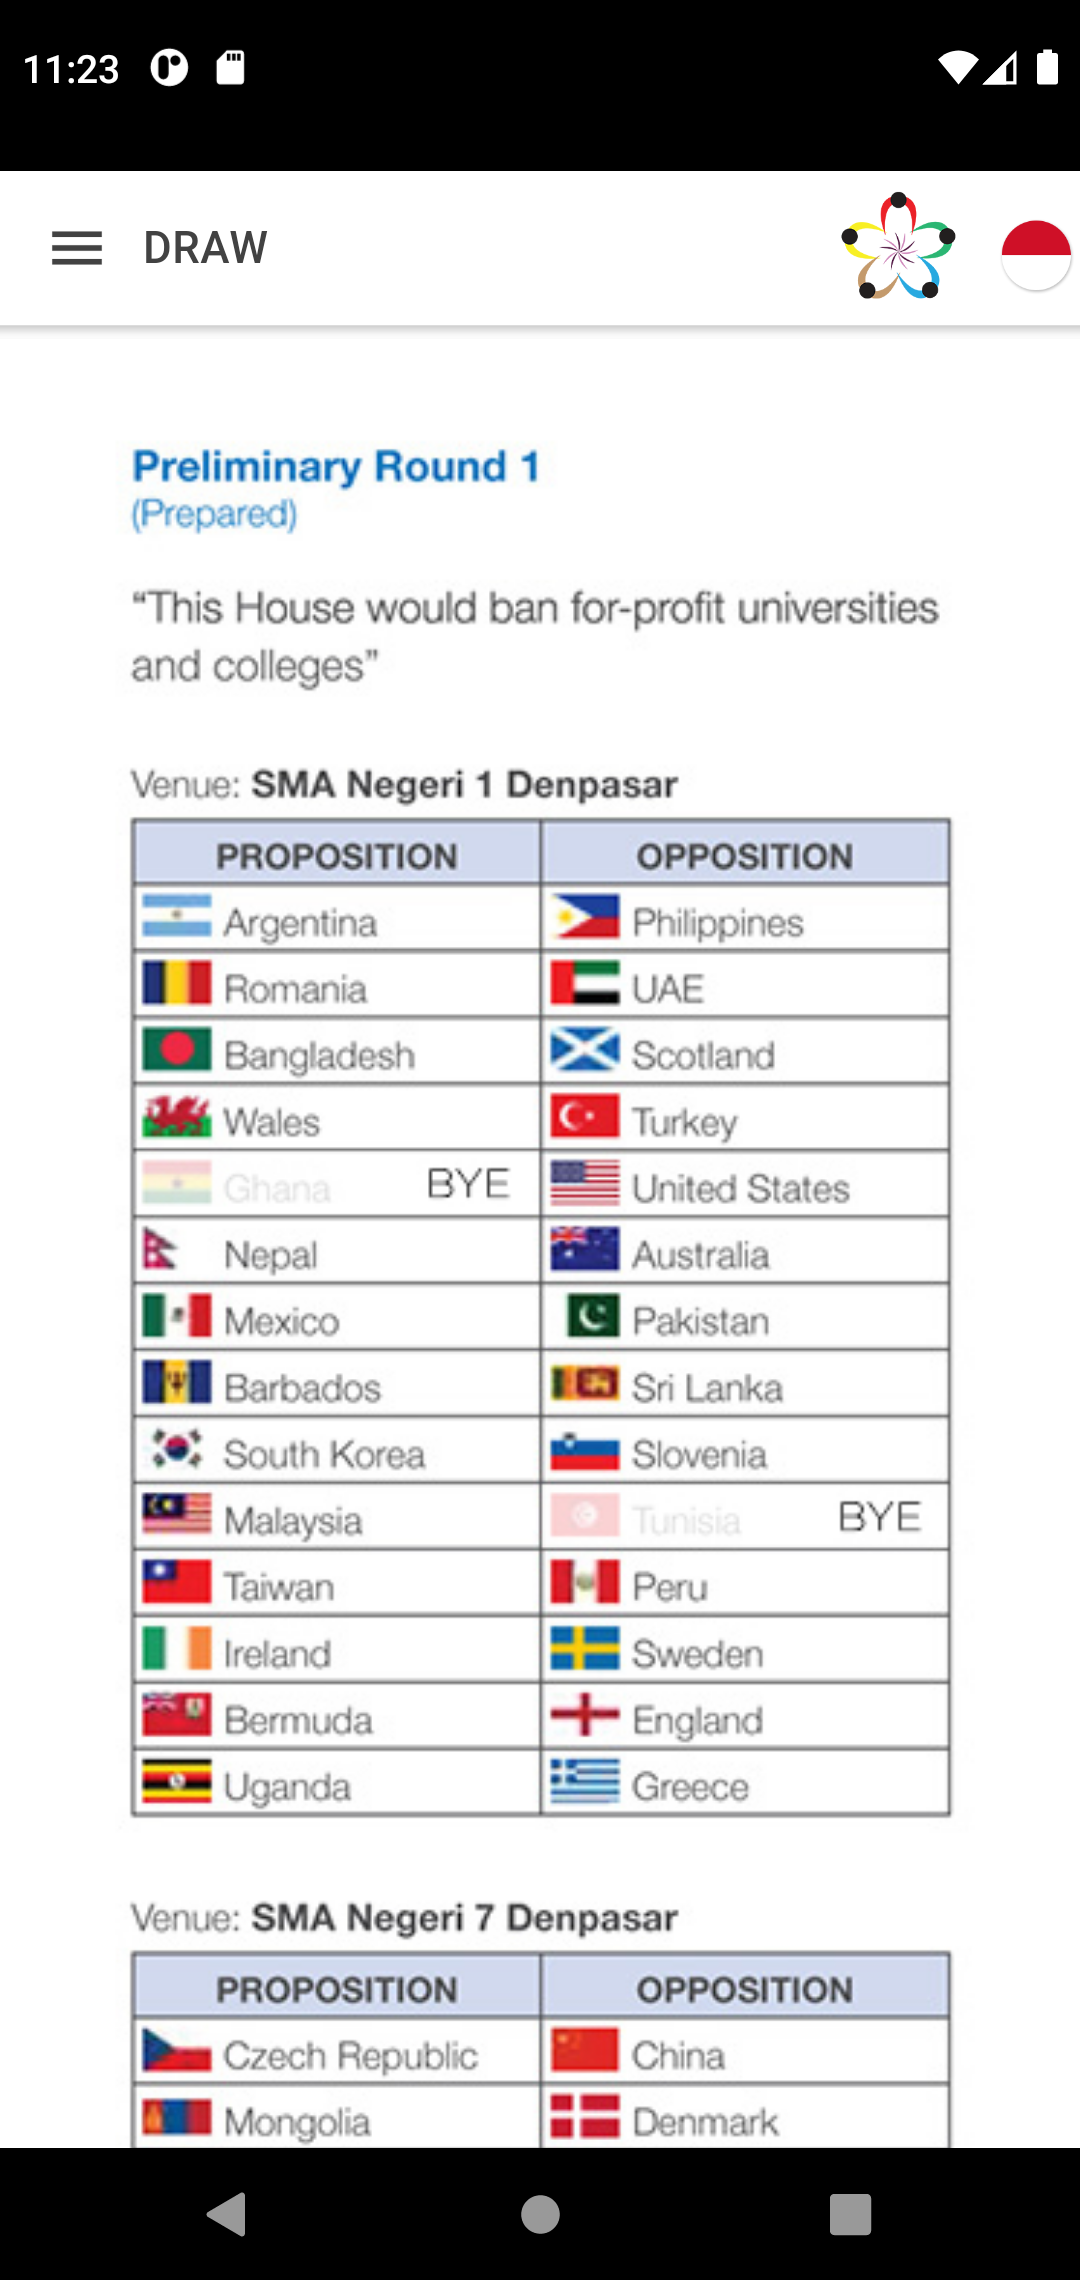 11:23
DRAW
Preliminary Round 1
(Prepared)
“This House would ban for-profit universities
and colleges”
Venue: SMA Negeri 1 Denpasar
PROPOSITION OPPOSITION
Argentina Philippines
Romania UAE
Bangladesh Scotland
Wales Turkey
Ghana BYE United States
Nepal Australia
Mexico Pakistan
Barbados Sri Lanka
South Korea Slovenia
Malaysia Tunisia BYE
Taiwan Peru
Ireland Sweden
Bermuda England
Uganda Greece
Venue: SMA Negeri 7 Denpasar
PROPOSITION OPPOSITION
Czech Republic China
Mongolia Denmark